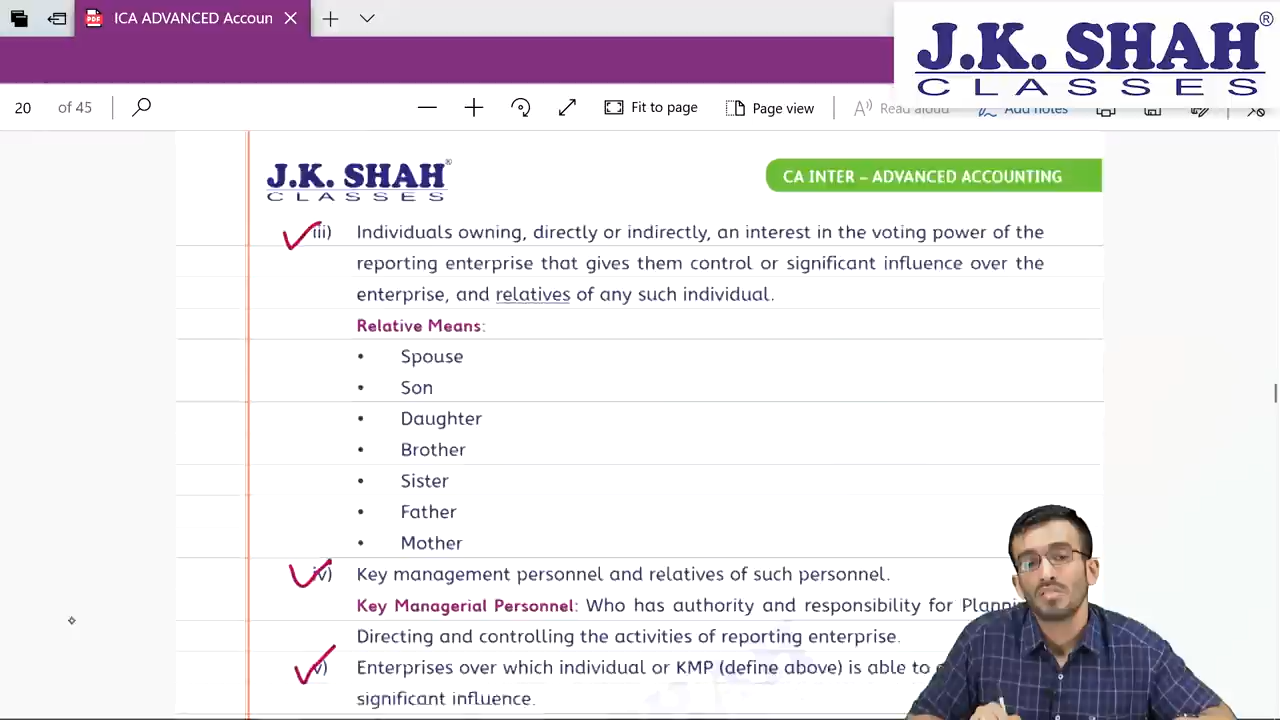 ICA ADVANCED Accoun
J.K. SHAH®
CLASSES
20 of 45
Fit to page
Page view
Read aloud
Add notes
J.K. SHAH®
CLASSES
CA INTER – ADVANCED ACCOUNTING
iii) Individuals owning, directly or indirectly, an interest in the voting power of the
reporting enterprise that gives them control or significant influence over the
enterprise, and relatives of any such individual.
Relative Means:
• Spouse
• Son
• Daughter
• Brother
• Sister
• Father
• Mother
iv) Key management personnel and relatives of such personnel.
Key Managerial Personnel: Who has authority and responsibility for
Directing and controlling the activities of reporting enterprise.
v) Enterprises over which individual or KMP (define above) is able to
significant influence.